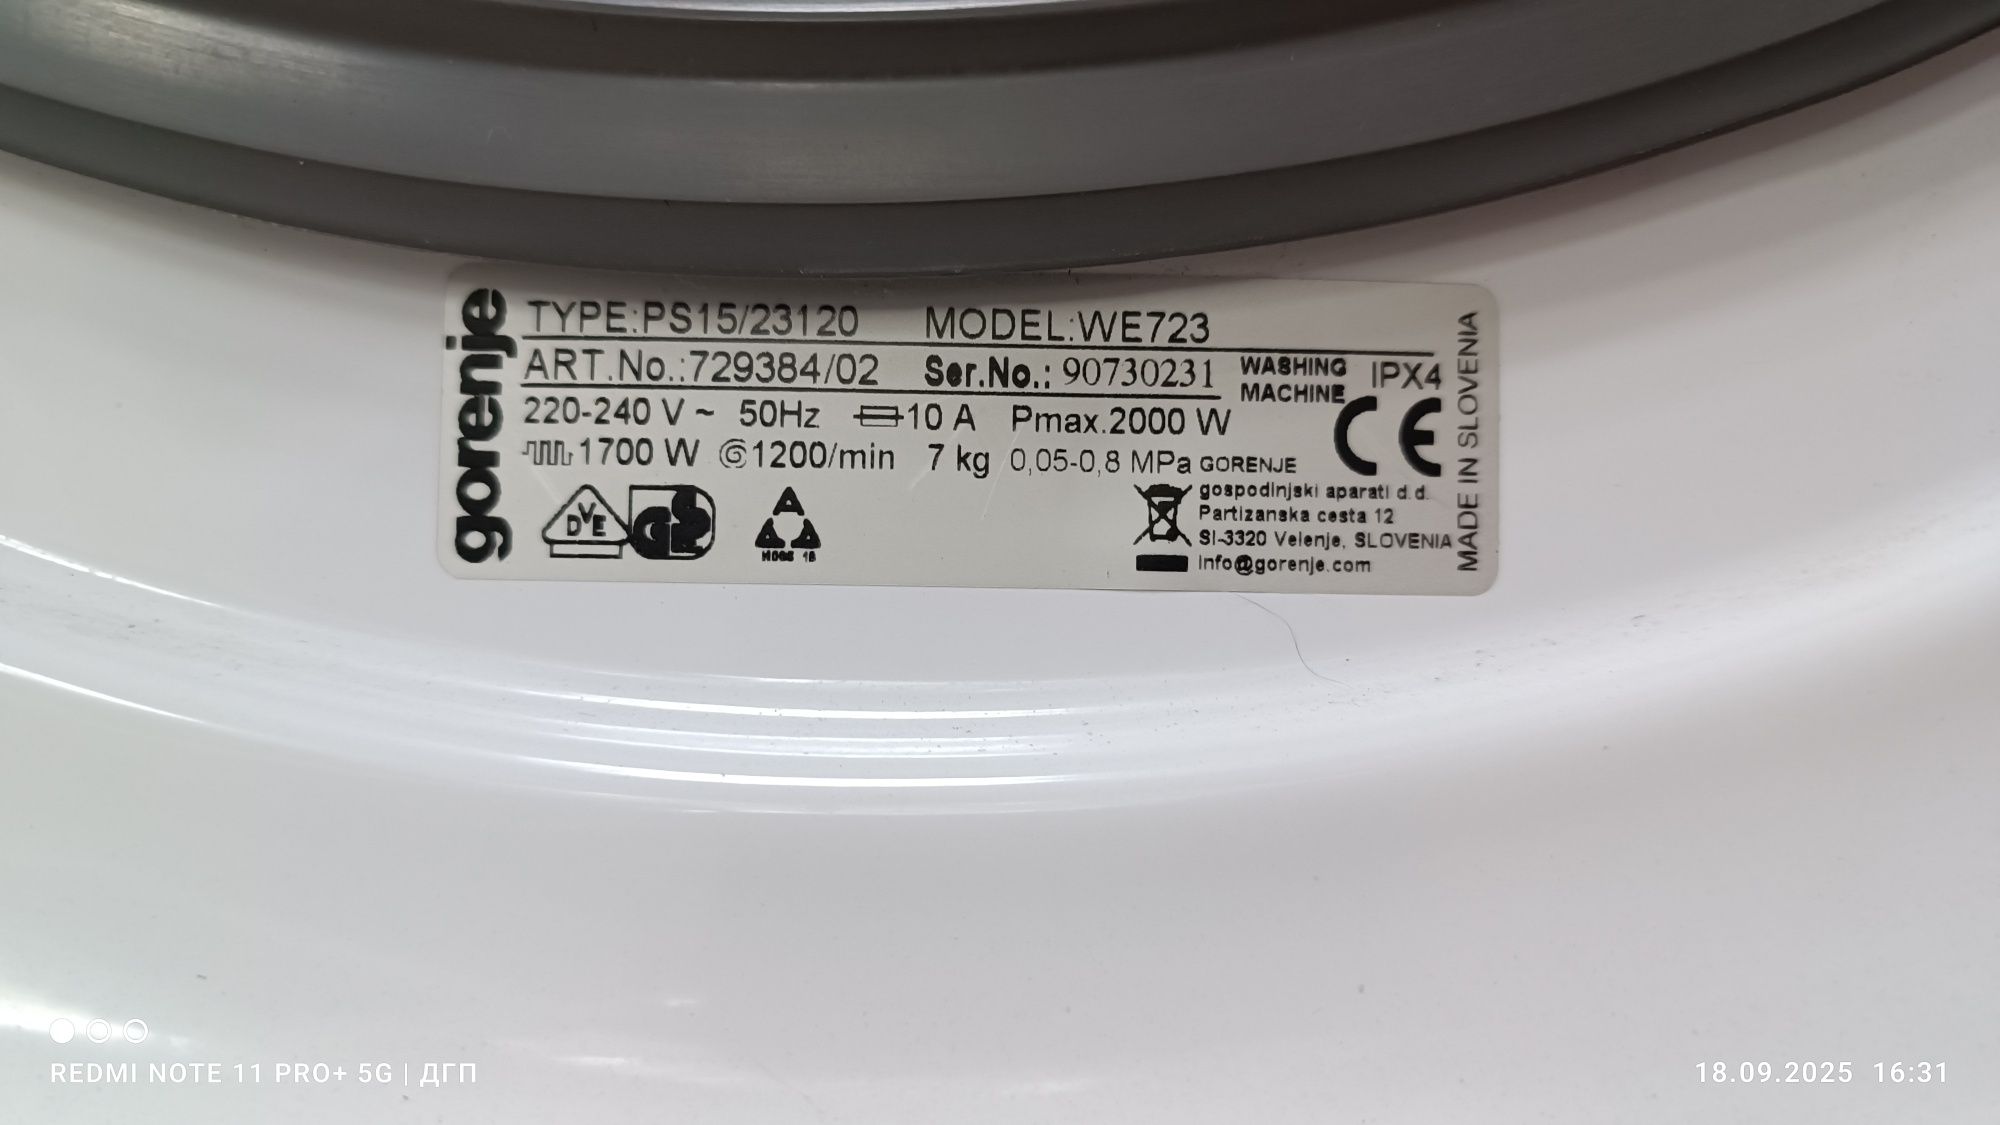 gorenje
TYPE:PS15/23120 MODEL:WE723
ART.No.:729384/02 Ser.No.: 90730231 WASHING MACHINE IPX4
220-240 V ~ 50Hz 10 A Pmax.2000 W
1700 W 1200/min 7 kg 0,05-0,8 MPa
CE
DVE GS
GORENJE
gospodinjski aparati d.d.
Partizanska cesta 12
SI-3320 Velenje, SLOVENIA
info@gorenje.com
MADE IN SLOVENIA
REDMI NOTE 11 PRO+ 5G | ДГП
18.09.2025 16:31